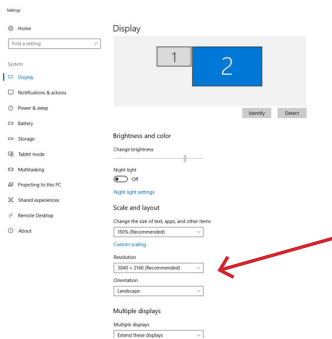 Settings
Home
Find a setting
System
Display
Notifications & actions
Power & sleep
Battery
Storage
Tablet mode
Multitasking
Projecting to this PC
Shared experiences
Remote Desktop
About
Display
1
2
Identify
Detect
Brightness and color
Change brightness
Night light
Off
Night light settings
Scale and layout
Change the size of text, apps, and other items
150% (Recommended)
Custom scaling
Resolution
3840 × 2160 (Recommended)
Orientation
Landscape
Multiple displays
Multiple displays
Extend these displays